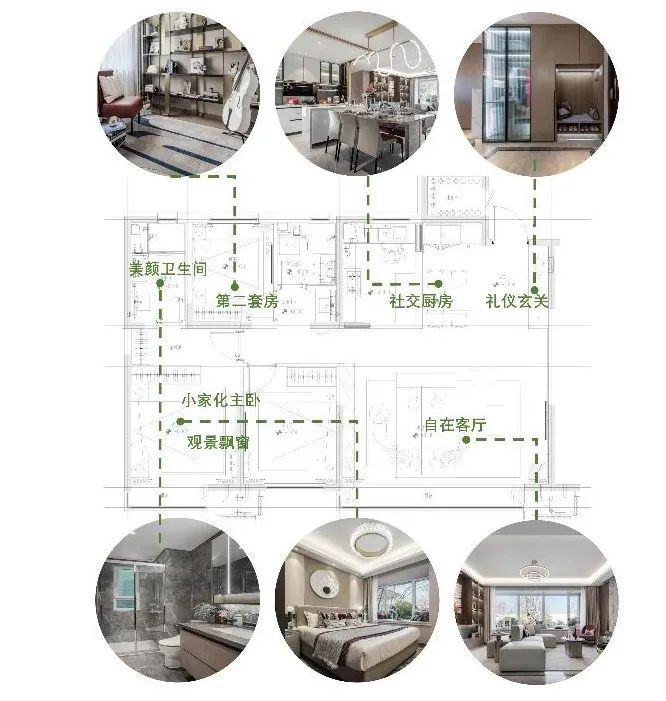 美颜卫生间
第二套房
社交厨房
礼仪玄关
小家化主卧
观景飘窗
自在客厅